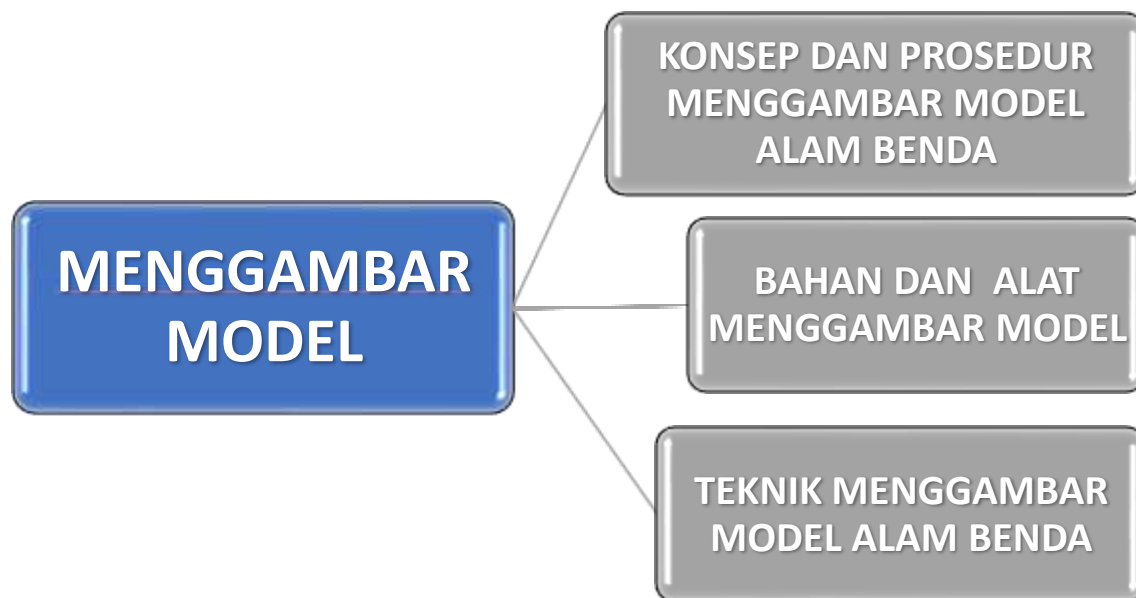 KONSEP DAN PROSEDUR
MENGGAMBAR MODEL
ALAM BENDA
MENGGAMBAR
MODEL
BAHAN DAN  ALAT
MENGGAMBAR MODEL
TEKNIK MENGGAMBAR
MODEL ALAM BENDA